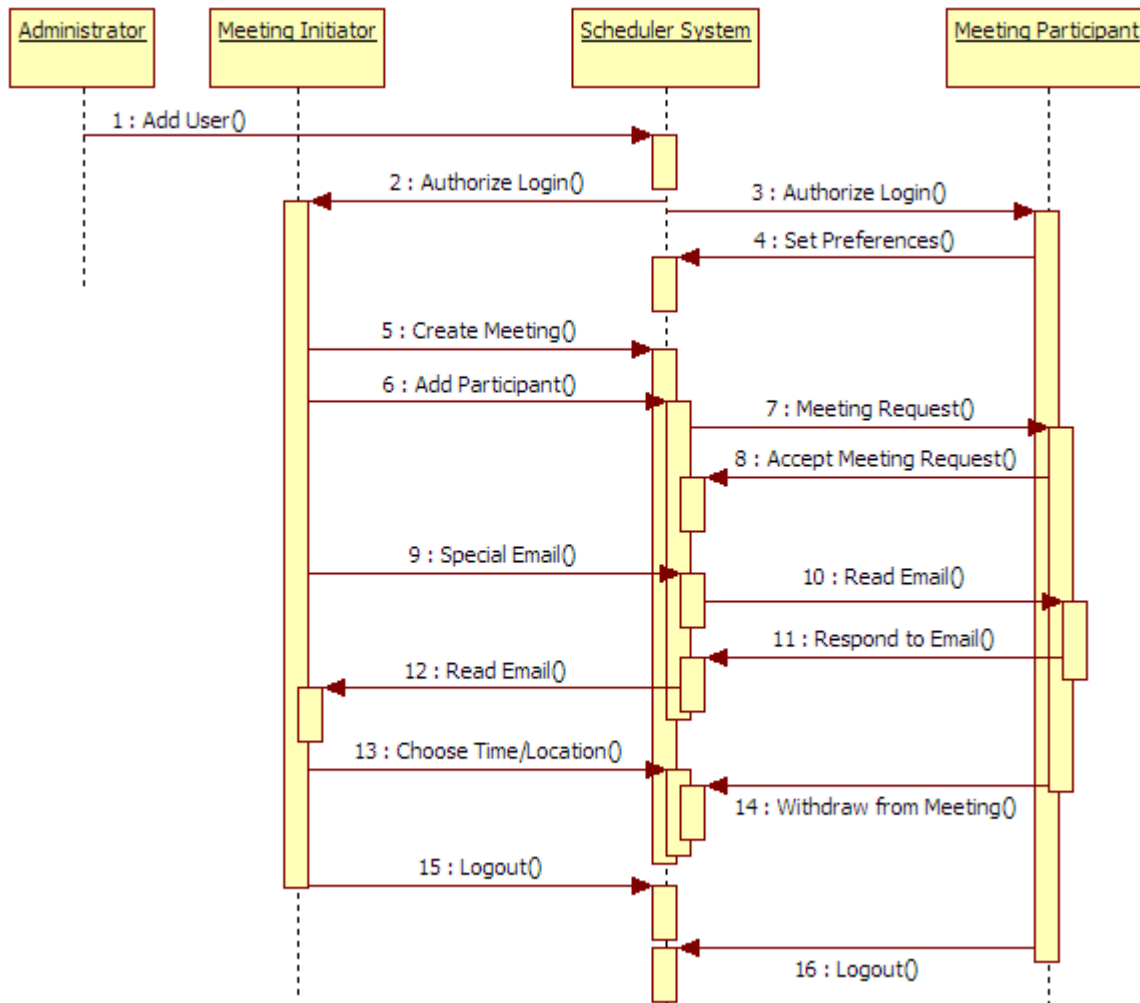 Administrator
Meeting Initiator
Scheduler System
Meeting Participant
1 : Add User()
2 : Authorize Login()
3 : Authorize Login()
4 : Set Preferences()
5 : Create Meeting()
6 : Add Participant()
7 : Meeting Request()
8 : Accept Meeting Request()
9 : Special Email()
10 : Read Email()
11 : Respond to Email()
12 : Read Email()
13 : Choose Time/Location()
14 : Withdraw from Meeting()
15 : Logout()
16 : Logout()